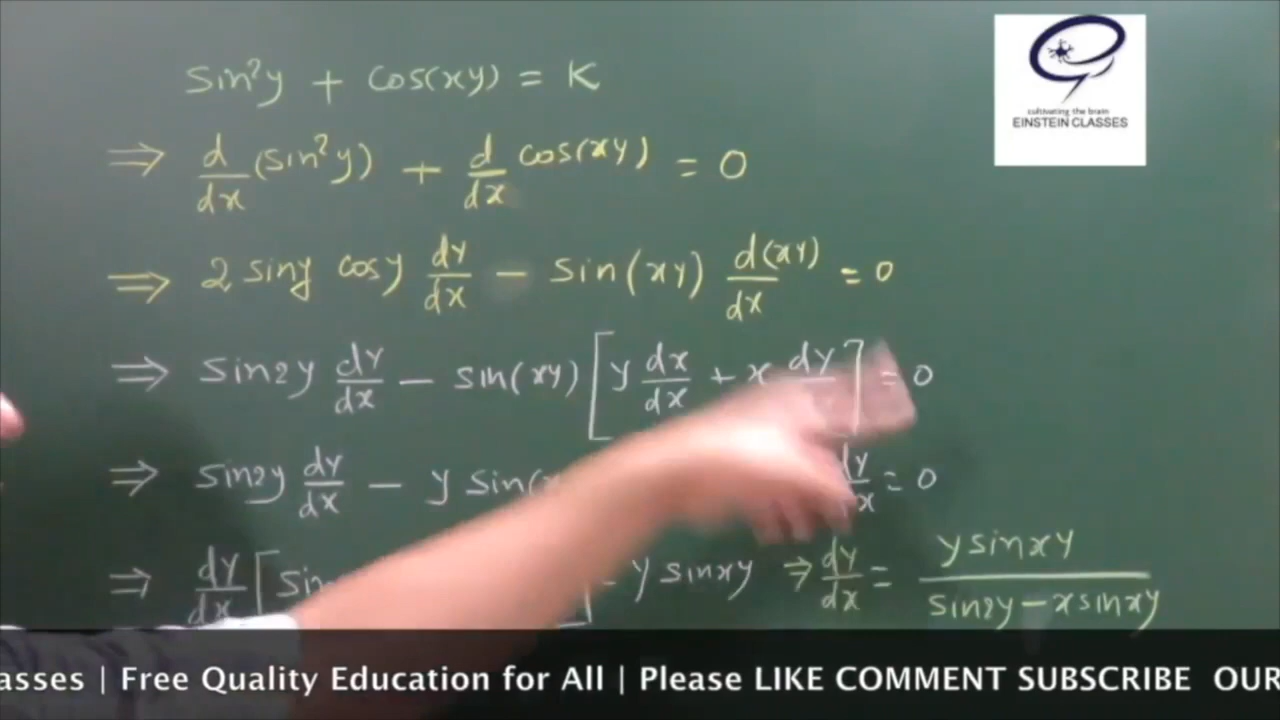 sin²y + cos(xy) = K
cultivating the brain
EINSTEIN CLASSES
⇒ d/dx (sin²y) + d/dx cos(xy) = 0
⇒ 2 siny cosy dy/dx − sin(xy) d(xy)/dx = 0
⇒ sin2y dy/dx − sin(xy) [y dx/dx + x dy = 0
⇒ sin2y dy/dx − y sin( dy/dx = 0
⇒ dy/dx [sin ] y sinxy ⇒ dy/dx = ysinxy / sin2y − xsinxy
asses | Free Quality Education for All | Please LIKE COMMENT SUBSCRIBE OUR